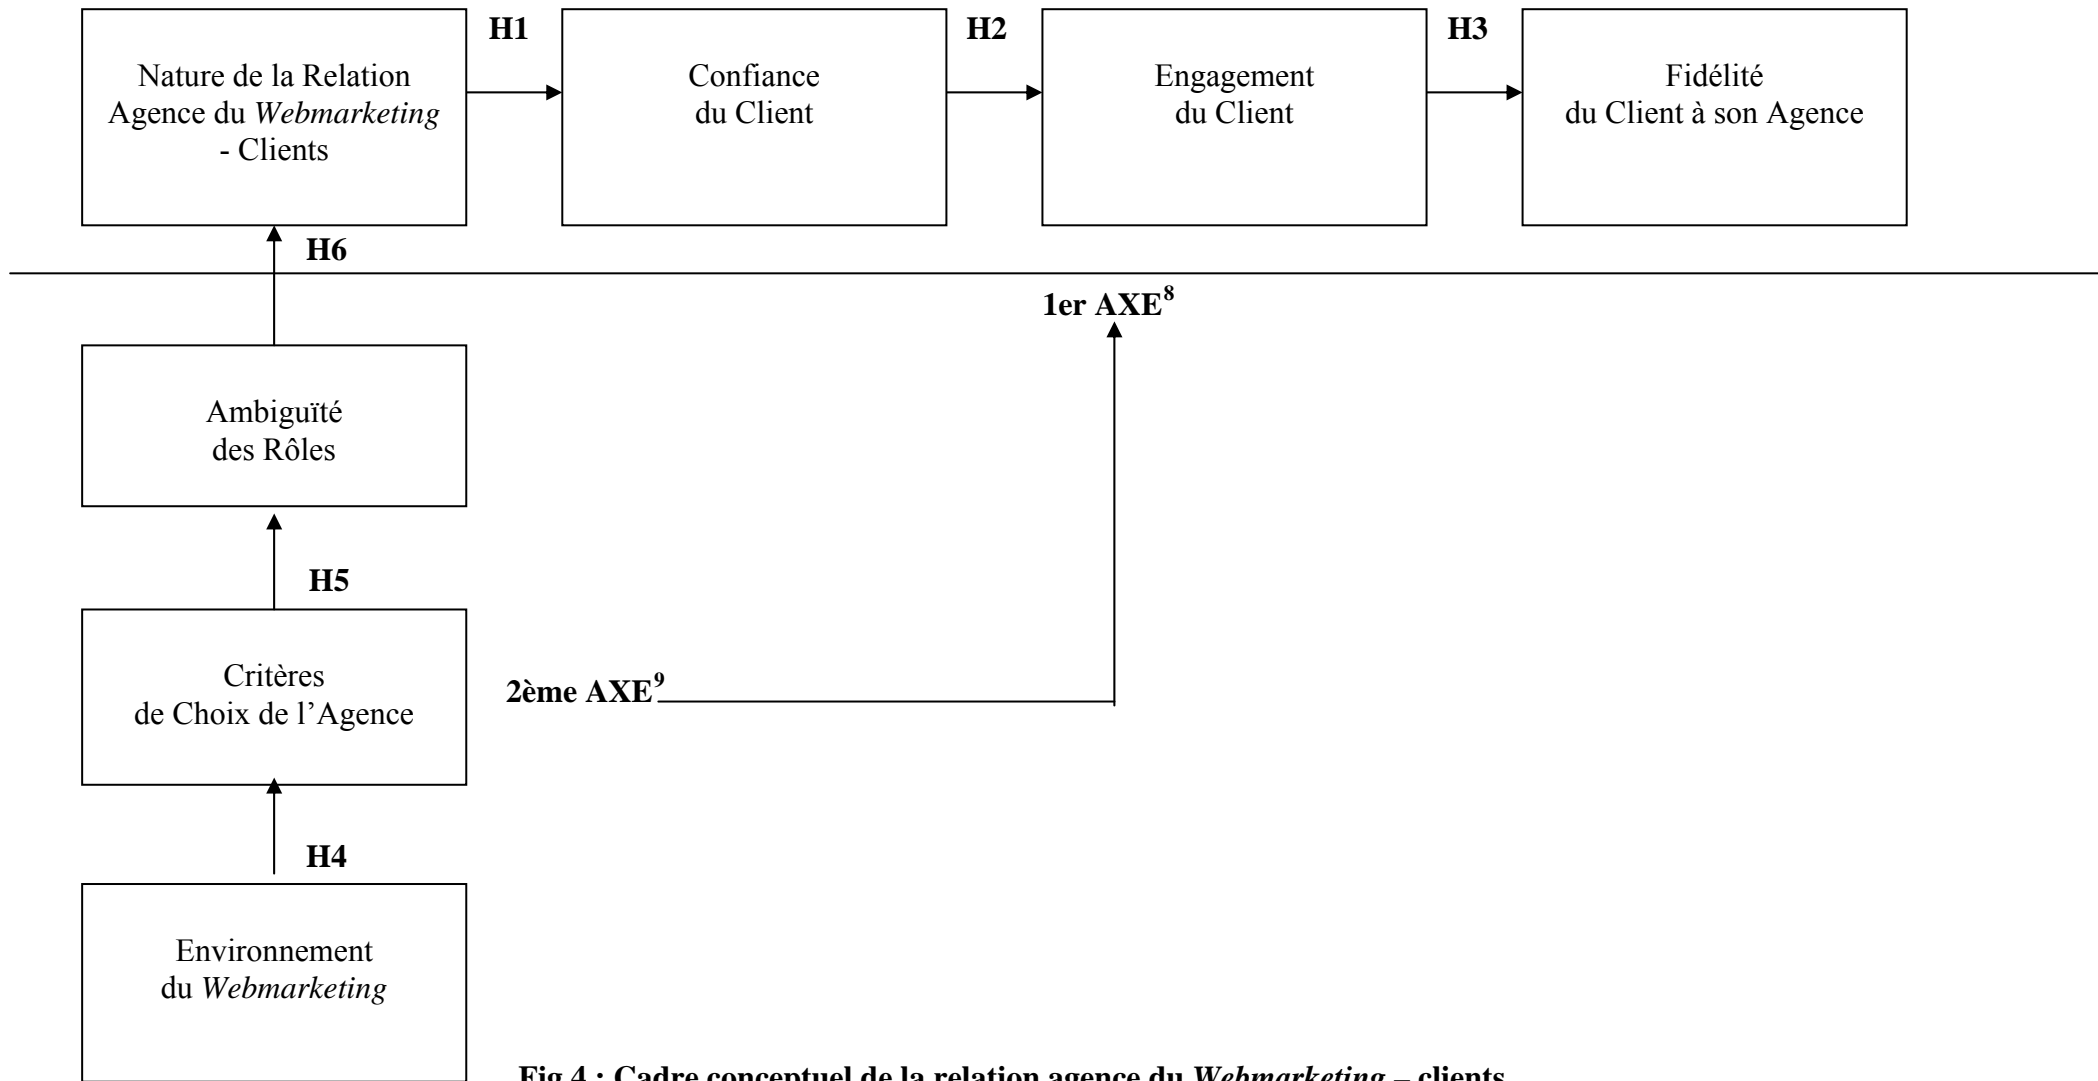 H1
H2
H3
Nature de la Relation
Agence du Webmarketing
- Clients
Confiance
du Client
Engagement
du Client
Fidélité
du Client à son Agence
H6
1er AXE8
Ambiguïté
des Rôles
H5
Critères
de Choix de l’Agence
2ème AXE9
H4
Environnement
du Webmarketing
Fig 4 : Cadre conceptuel de la relation agence du Webmarketing – clients